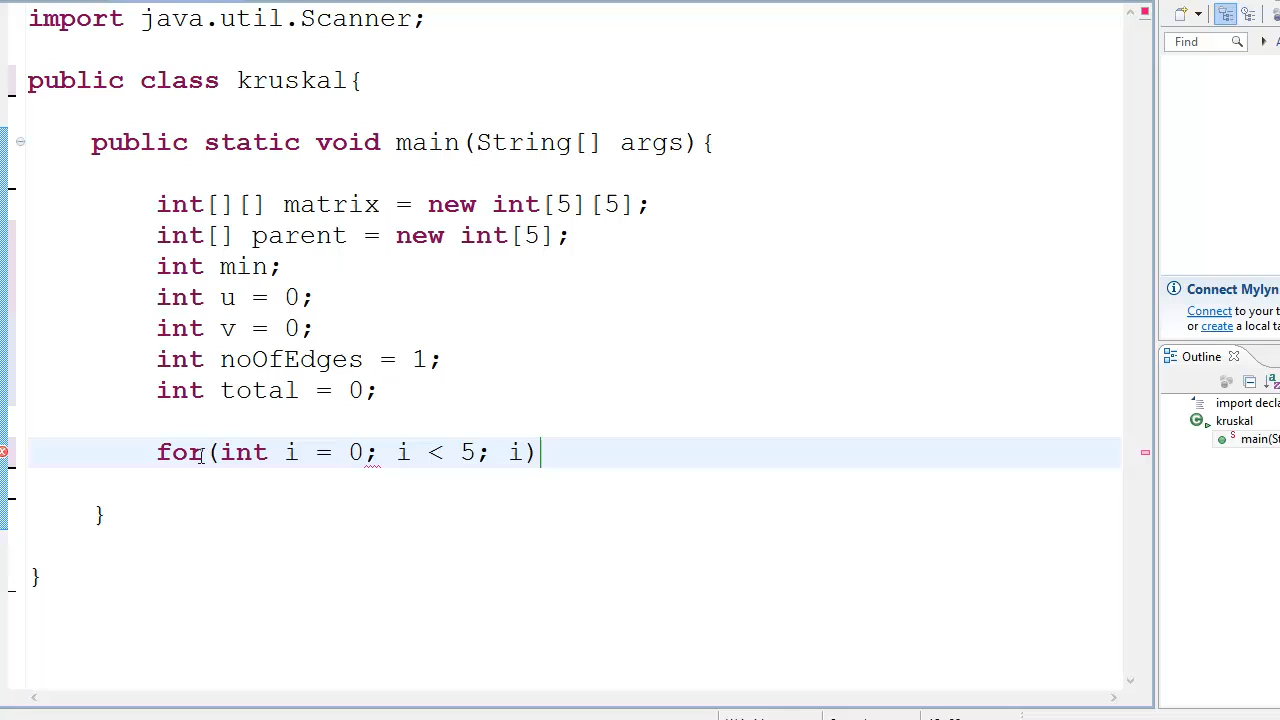 import java.util.Scanner;
public class kruskal{
public static void main(String[] args){
int[][] matrix = new int[5][5];
int[] parent = new int[5];
int min;
int u = 0;
int v = 0;
int noOfEdges = 1;
int total = 0;
for(int i = 0; i < 5; i)
}
}
Find
Connect Mylyn
Connect to your t
or create a local ta
Outline
import decla
kruskal
main(S